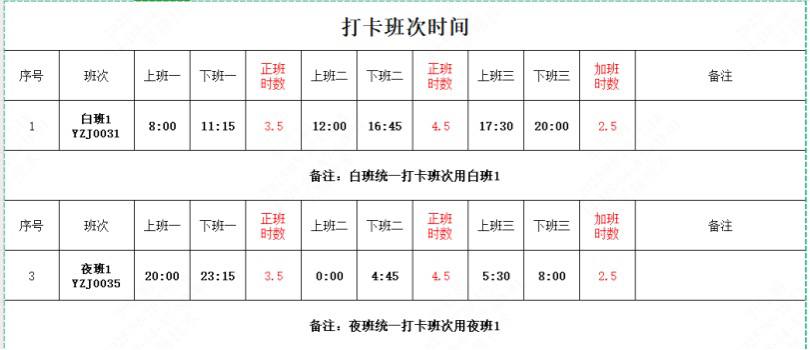 打卡班次时间
序号 班次 上班一 下班一 正班时数 上班二 下班二 正班时数 上班三 下班三 加班时数 备注
1 白班1 YZJ0031 8:00 11:15 3.5 12:00 16:45 4.5 17:30 20:00 2.5
备注：白班统一打卡班次用白班1
序号 班次 上班一 下班一 正班时数 上班二 下班二 正班时数 上班三 下班三 加班时数 备注
3 夜班1 YZJ0035 20:00 23:15 3.5 0:00 4:45 4.5 5:30 8:00 2.5
备注：夜班统一打卡班次用夜班1